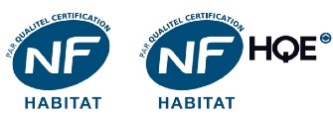 PAR QUALITEL CERTIFICATION
NF
HABITAT
PAR QUALITEL CERTIFICATION
NF HQE
HABITAT